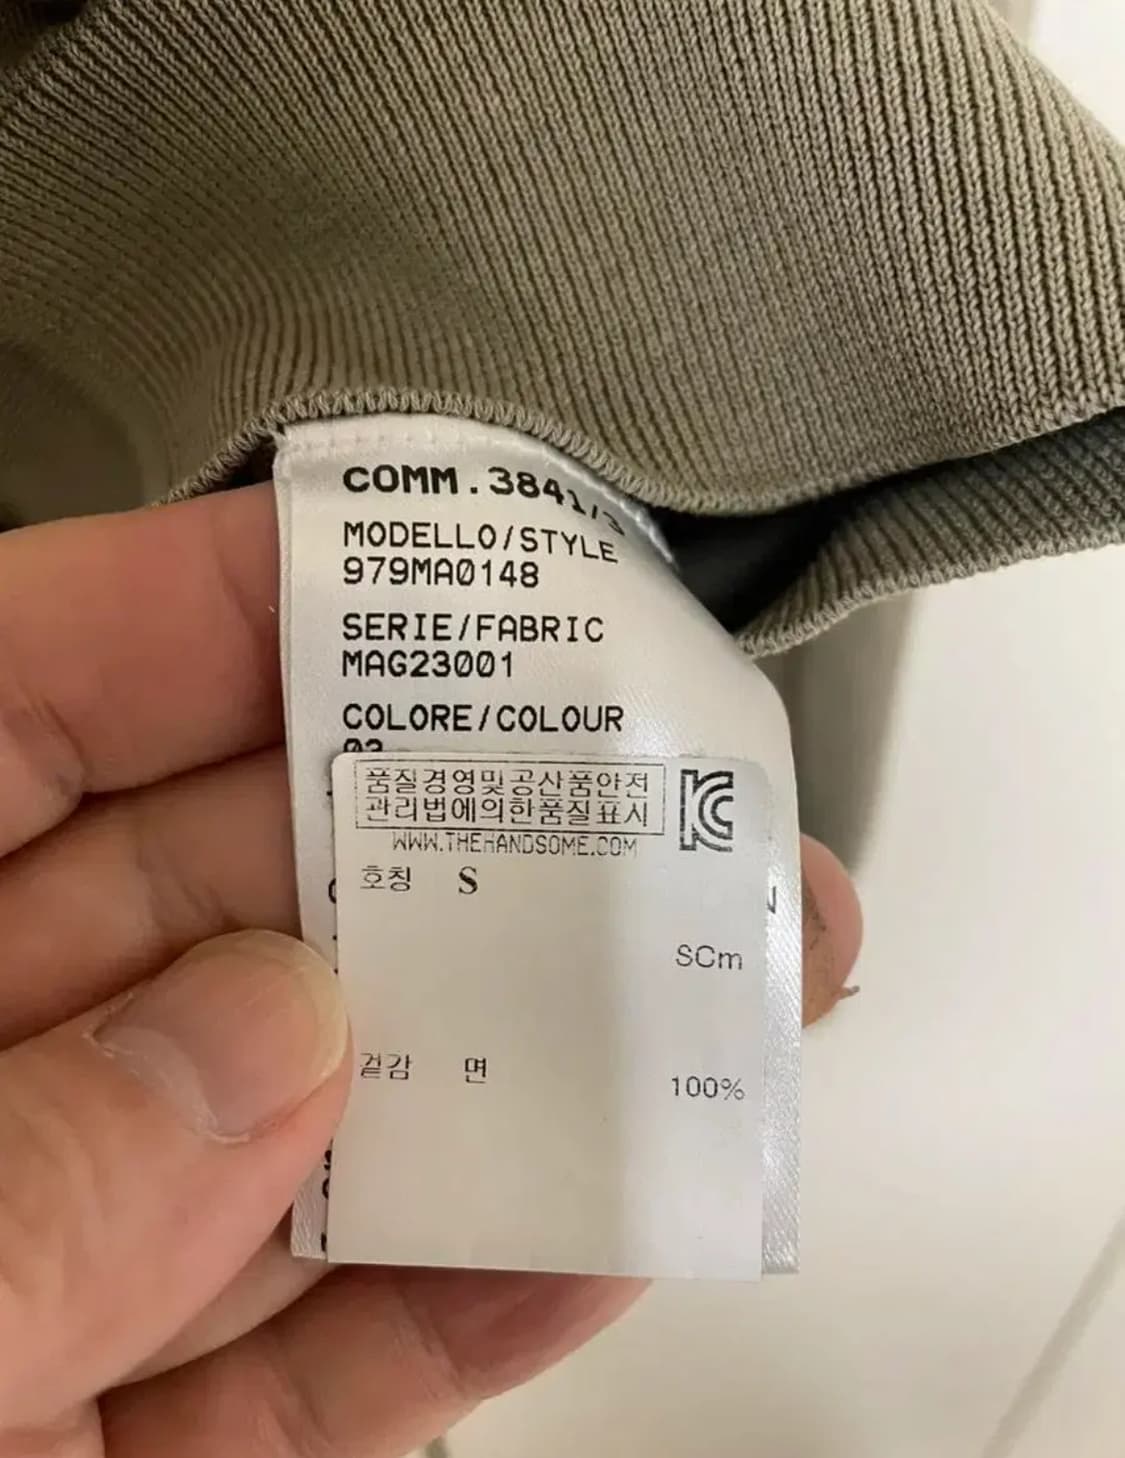 COMM.3841/3
MODELLO/STYLE
979MA0148
SERIE/FABRIC
MAG23001
COLORE/COLOUR
품질경영및공산품안전
관리법에의한품질표시
WWW.THEHANDSOME.COM
호칭 S
SCm
겉감 면 100%